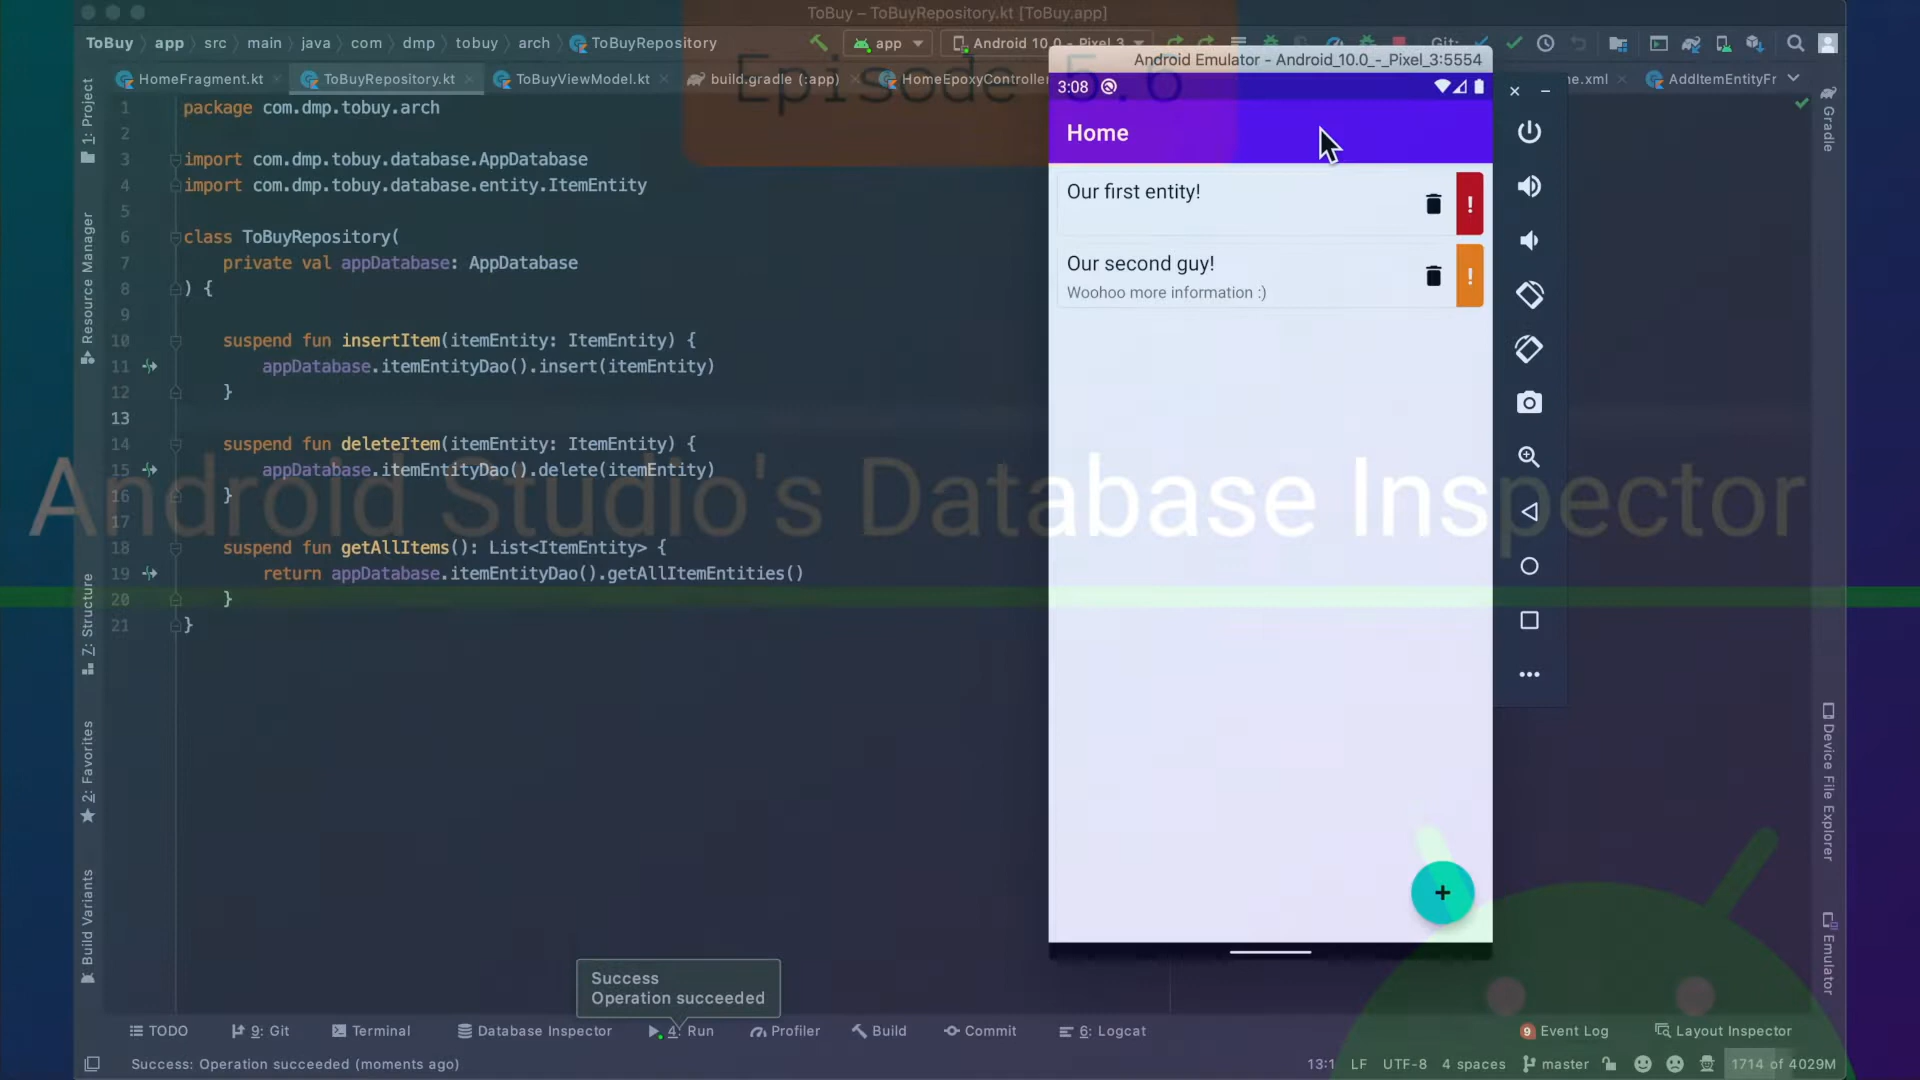 ToBuy – ToBuyRepository.kt [ToBuy.app]
ToBuy app src main java com dmp tobuy arch ToBuyRepository
app
Android 10.0 - Pixel 3
Git:
HomeFragment.kt
ToBuyRepository.kt
ToBuyViewModel.kt
build.gradle (:app)
HomeEpoxyController
me.xml
AddItemEntityFr
Episode 5.6
1 package com.dmp.tobuy.arch
2
3 import com.dmp.tobuy.database.AppDatabase
4 import com.dmp.tobuy.database.entity.ItemEntity
5
6 class ToBuyRepository(
7 private val appDatabase: AppDatabase
8 ) {
9
10 suspend fun insertItem(itemEntity: ItemEntity) {
11 appDatabase.itemEntityDao().insert(itemEntity)
12 }
13
14 suspend fun deleteItem(itemEntity: ItemEntity) {
15 appDatabase.itemEntityDao().delete(itemEntity)
16 }
17
18 suspend fun getAllItems(): List<ItemEntity> {
19 return appDatabase.itemEntityDao().getAllItemEntities()
20 }
21 }
Android Studio's Database Inspector
Android Emulator - Android_10.0_-_Pixel_3:5554
3:08
Home
Our first entity!
!
Our second guy!
Woohoo more information :)
!
+
1: Project
Resource Manager
7: Structure
2: Favorites
Build Variants
Gradle
Device File Explorer
Emulator
Success
Operation succeeded
TODO
9: Git
Terminal
Database Inspector
4: Run
Profiler
Build
Commit
6: Logcat
9 Event Log
Layout Inspector
Success: Operation succeeded (moments ago)
13:1 LF UTF-8 4 spaces master 1714 of 4029M